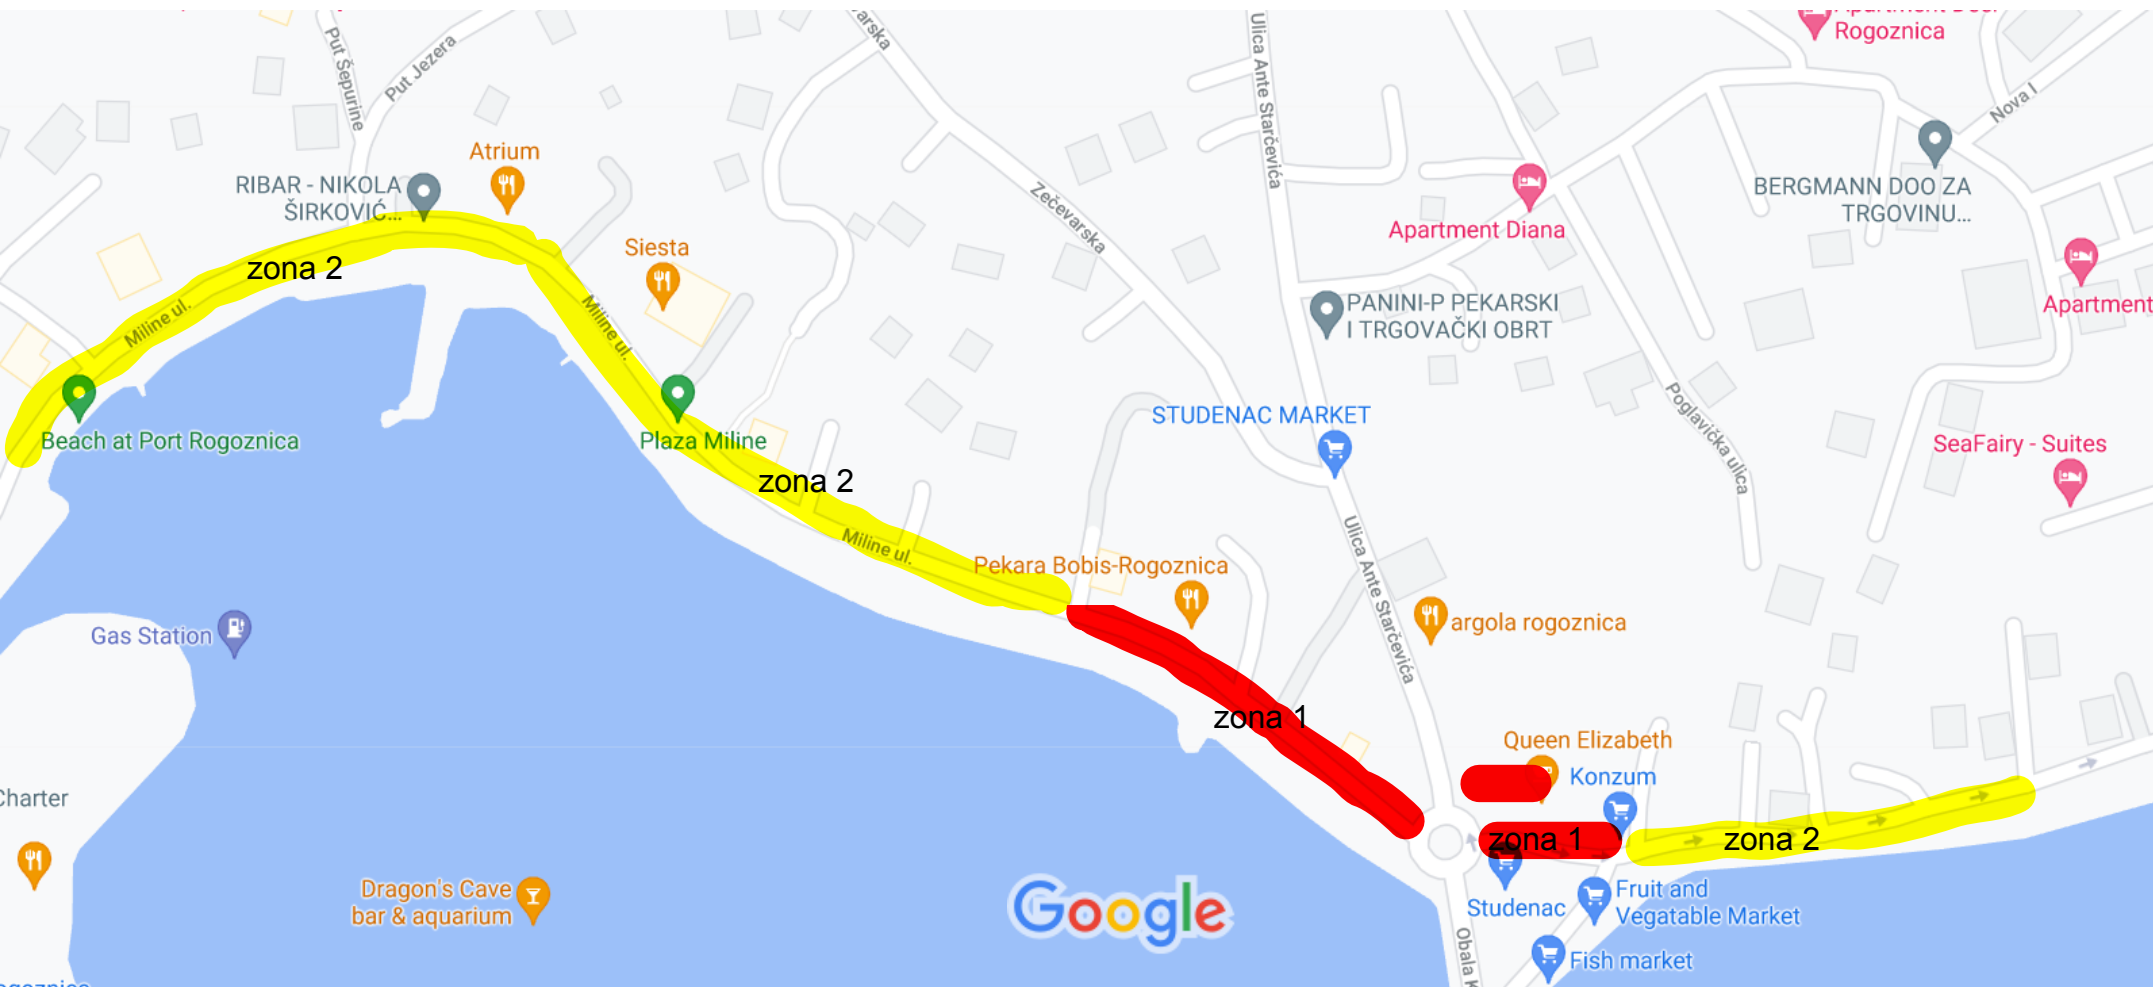 Rogoznica
Put Šepurine
Put Jezera
Ulica Ante Starčevića
Nova I
Atrium
RIBAR - NIKOLA
ŠIRKOVIĆ...
BERGMANN DOO ZA
TRGOVINU...
Zečevarska
Apartment Diana
Siesta
zona 2
Miline ul.
Miline ul.
PANINI-P PEKARSKI
I TRGOVAČKI OBRT
Apartment
Poglavička ulica
STUDENAC MARKET
Beach at Port Rogoznica
Plaza Miline
SeaFairy - Suites
zona 2
Miline ul.
Ulica Ante Starčevića
Pekara Bobis-Rogoznica
argola rogoznica
Gas Station
zona 1
Queen Elizabeth
Konzum
Charter
zona 1
zona 2
Dragon's Cave
bar & aquarium
Google
Studenac
Fruit and
Vegatable Market
Obala
Fish market